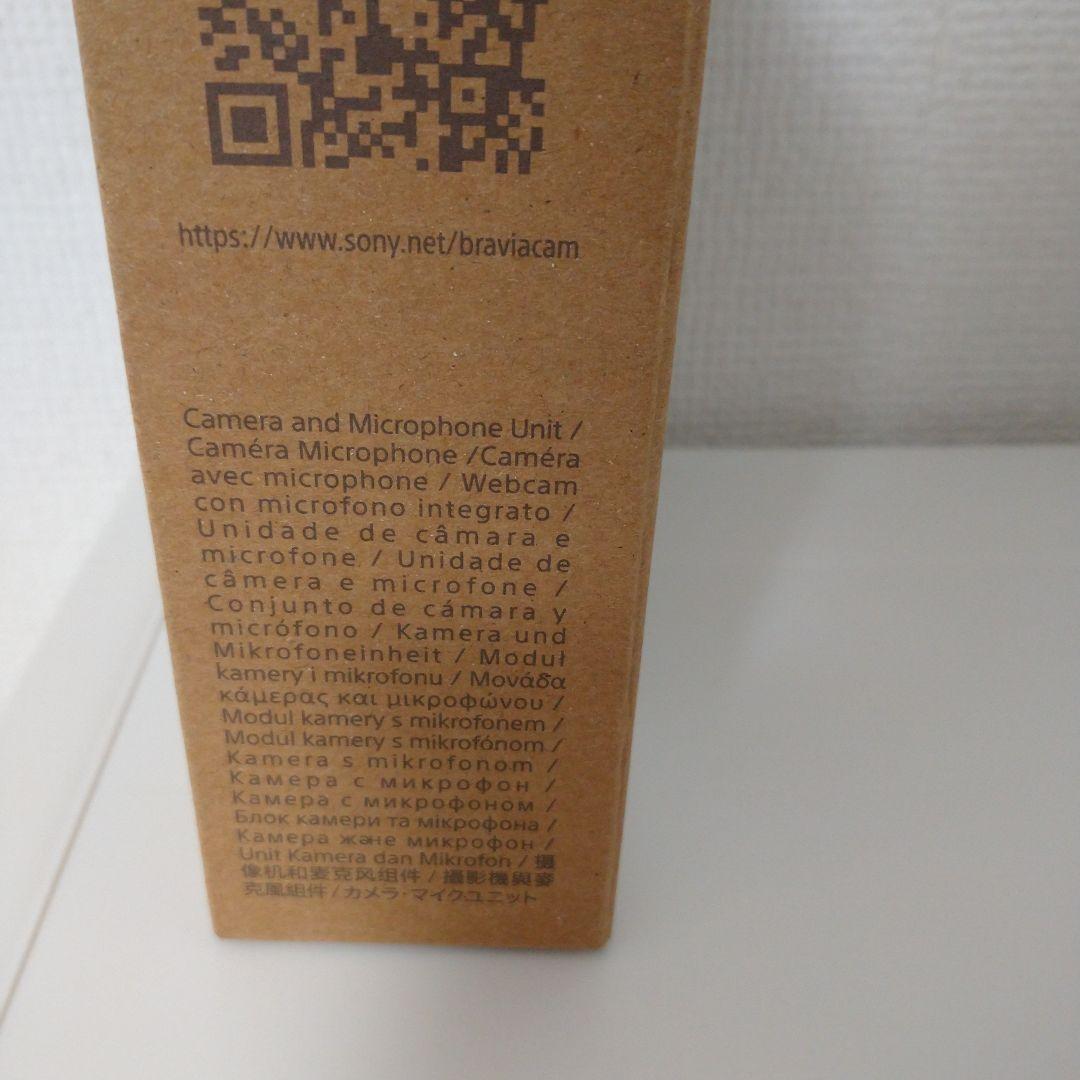 https://www.sony.net/braviacam
Camera and Microphone Unit /
Caméra Microphone /Caméra
avec microphone / Webcam
con microfono integrato /
Unidade de câmara e
microfone / Unidade de
câmera e microfone /
Conjunto de cámara y
micrófono / Kamera und
Mikrofoneinheit / Moduł
kamery i mikrofonu / Μονάδα
κάμερας και μικροφώνου /
Modul kamery s mikrofonem /
Modul kamery s mikrofónom /
Kamera s mikrofonom /
Камера с микрофон /
Камера с микрофоном /
Блок камери та мікрофона /
Камера және микрофон /
Unit Kamera dan Mikrofon / 摄
像机和麦克风组件 / 攝影機與麥
克風組件 / カメラ・マイクユニット